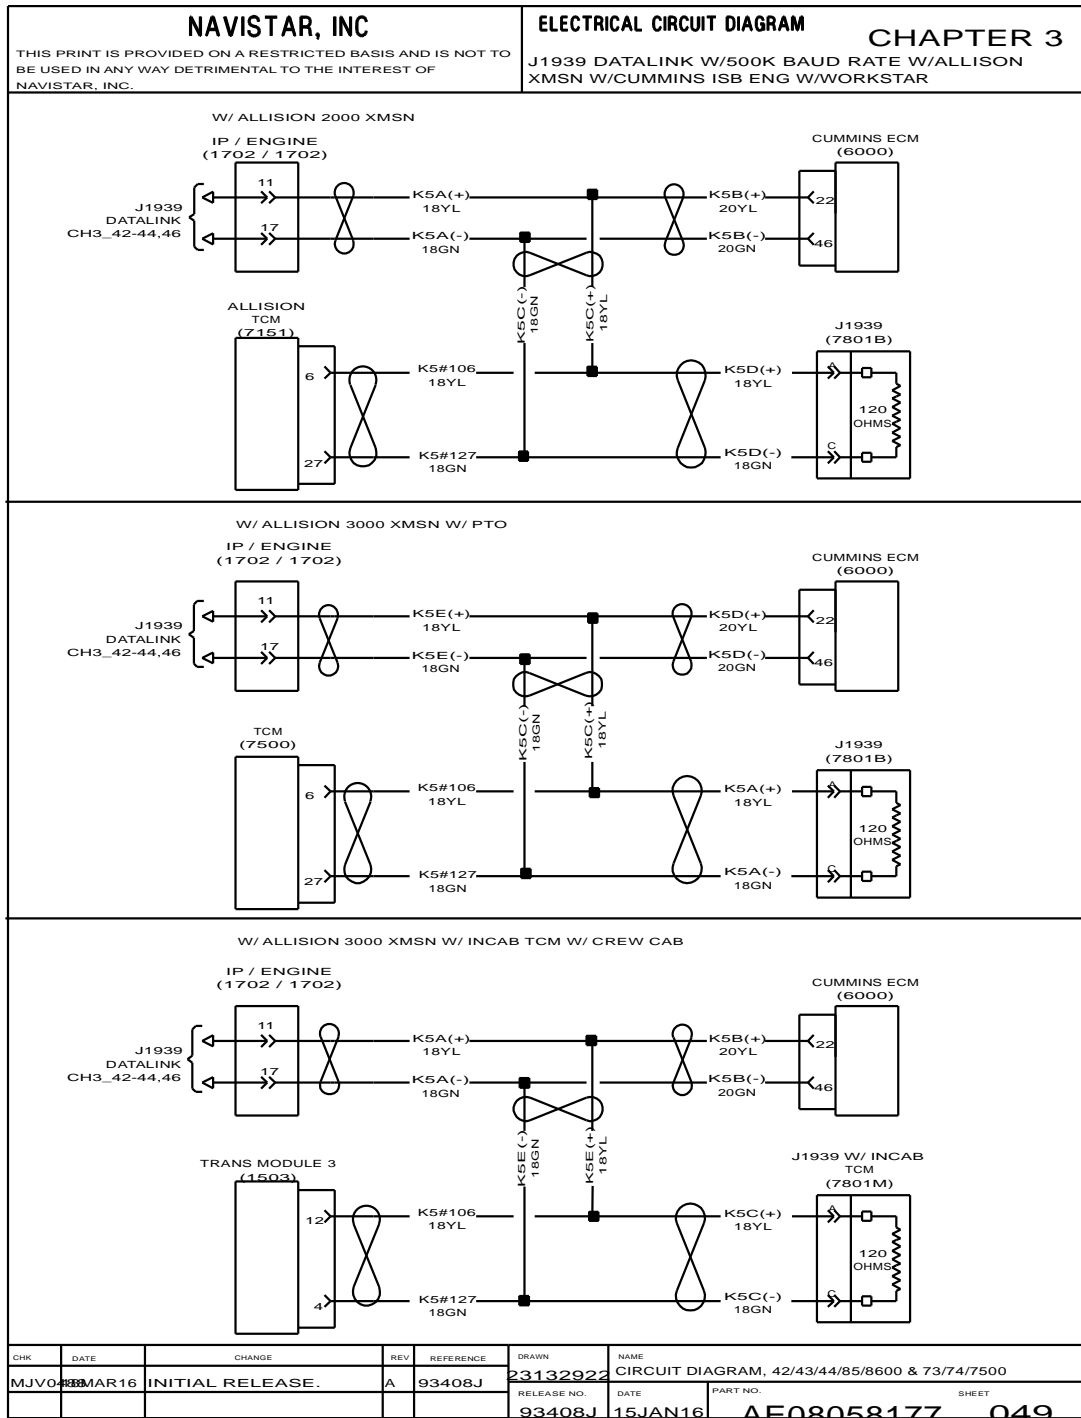 NAVISTAR, INC
THIS PRINT IS PROVIDED ON A RESTRICTED BASIS AND IS NOT TO
BE USED IN ANY WAY DETRIMENTAL TO THE INTEREST OF
NAVISTAR, INC.
ELECTRICAL CIRCUIT DIAGRAM
CHAPTER 3
J1939 DATALINK W/500K BAUD RATE W/ALLISON
XMSN W/CUMMINS ISB ENG W/WORKSTAR
W/ ALLISION 2000 XMSN
IP / ENGINE
(1702 / 1702)
CUMMINS ECM
(6000)
11
K5A(+)
18YL
K5B(+)
20YL
22
J1939
DATALINK
CH3_42-44,46
17
K5A(-)
18GN
K5B(-)
20GN
46
K5C(-)
18GN
K5C(+)
18YL
ALLISION
TCM
(7151)
J1939
(7801B)
6
K5#106
18YL
K5D(+)
18YL
A
120
OHMS
27
K5#127
18GN
K5D(-)
18GN
C
W/ ALLISION 3000 XMSN W/ PTO
IP / ENGINE
(1702 / 1702)
CUMMINS ECM
(6000)
11
K5E(+)
18YL
K5D(+)
20YL
22
J1939
DATALINK
CH3_42-44,46
17
K5E(-)
18GN
K5D(-)
20GN
46
K5C(-)
18GN
K5C(+)
18YL
TCM
(7500)
J1939
(7801B)
6
K5#106
18YL
K5A(+)
18YL
A
120
OHMS
27
K5#127
18GN
K5A(-)
18GN
C
W/ ALLISION 3000 XMSN W/ INCAB TCM W/ CREW CAB
IP / ENGINE
(1702 / 1702)
CUMMINS ECM
(6000)
11
K5A(+)
18YL
K5B(+)
20YL
22
J1939
DATALINK
CH3_42-44,46
17
K5A(-)
18GN
K5B(-)
20GN
46
K5E(-)
18GN
K5E(+)
18YL
TRANS MODULE 3
(1503)
J1939 W/ INCAB
TCM
(7801M)
12
K5#106
18YL
K5C(+)
18YL
A
120
OHMS
4
K5#127
18GN
K5C(-)
18GN
C
CHK DATE CHANGE REV REFERENCE DRAWN NAME
INITIAL RELEASE. A 93408J 23132922 CIRCUIT DIAGRAM, 42/43/44/85/8600 & 73/74/7500
RELEASE NO. DATE PART NO. SHEET
93408J 15JAN16 AE08058177 049